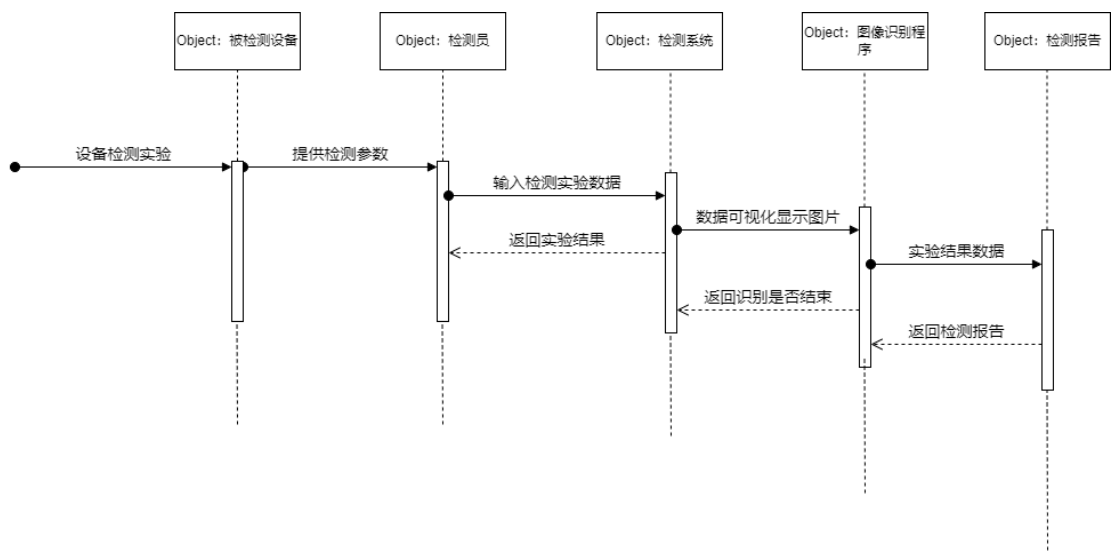 Object：被检测设备
Object：检测员
Object：检测系统
Object：图像识别程
序
Object：检测报告
设备检测实验
提供检测参数
输入检测实验数据
数据可视化显示图片
返回实验结果
实验结果数据
返回识别是否结束
返回检测报告